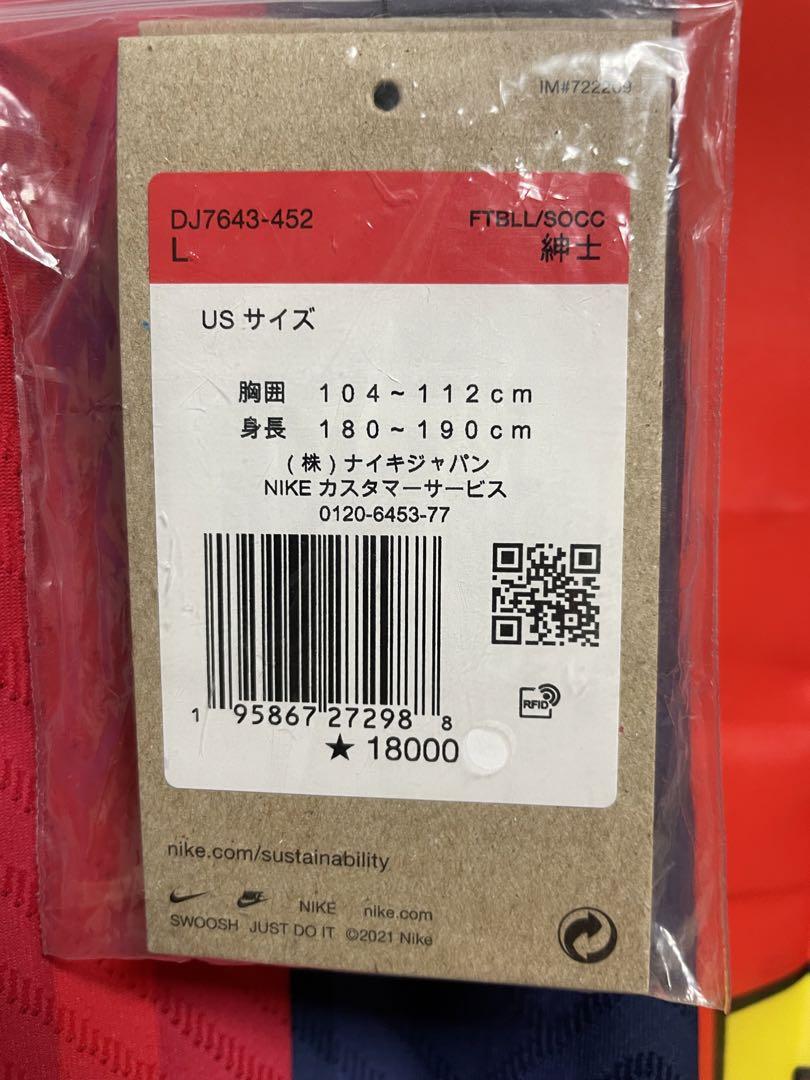 IM#722209
DJ7643-452
FTBLL/SOCC
L
紳士
US サイズ
胸囲 104~112cm
身長 180~190cm
(株)ナイキジャパン
NIKE カスタマーサービス
0120-6453-77
RFID
1 95867 27298 8
★ 18000
nike.com/sustainability
NIKE nike.com
SWOOSH JUST DO IT ©2021 Nike